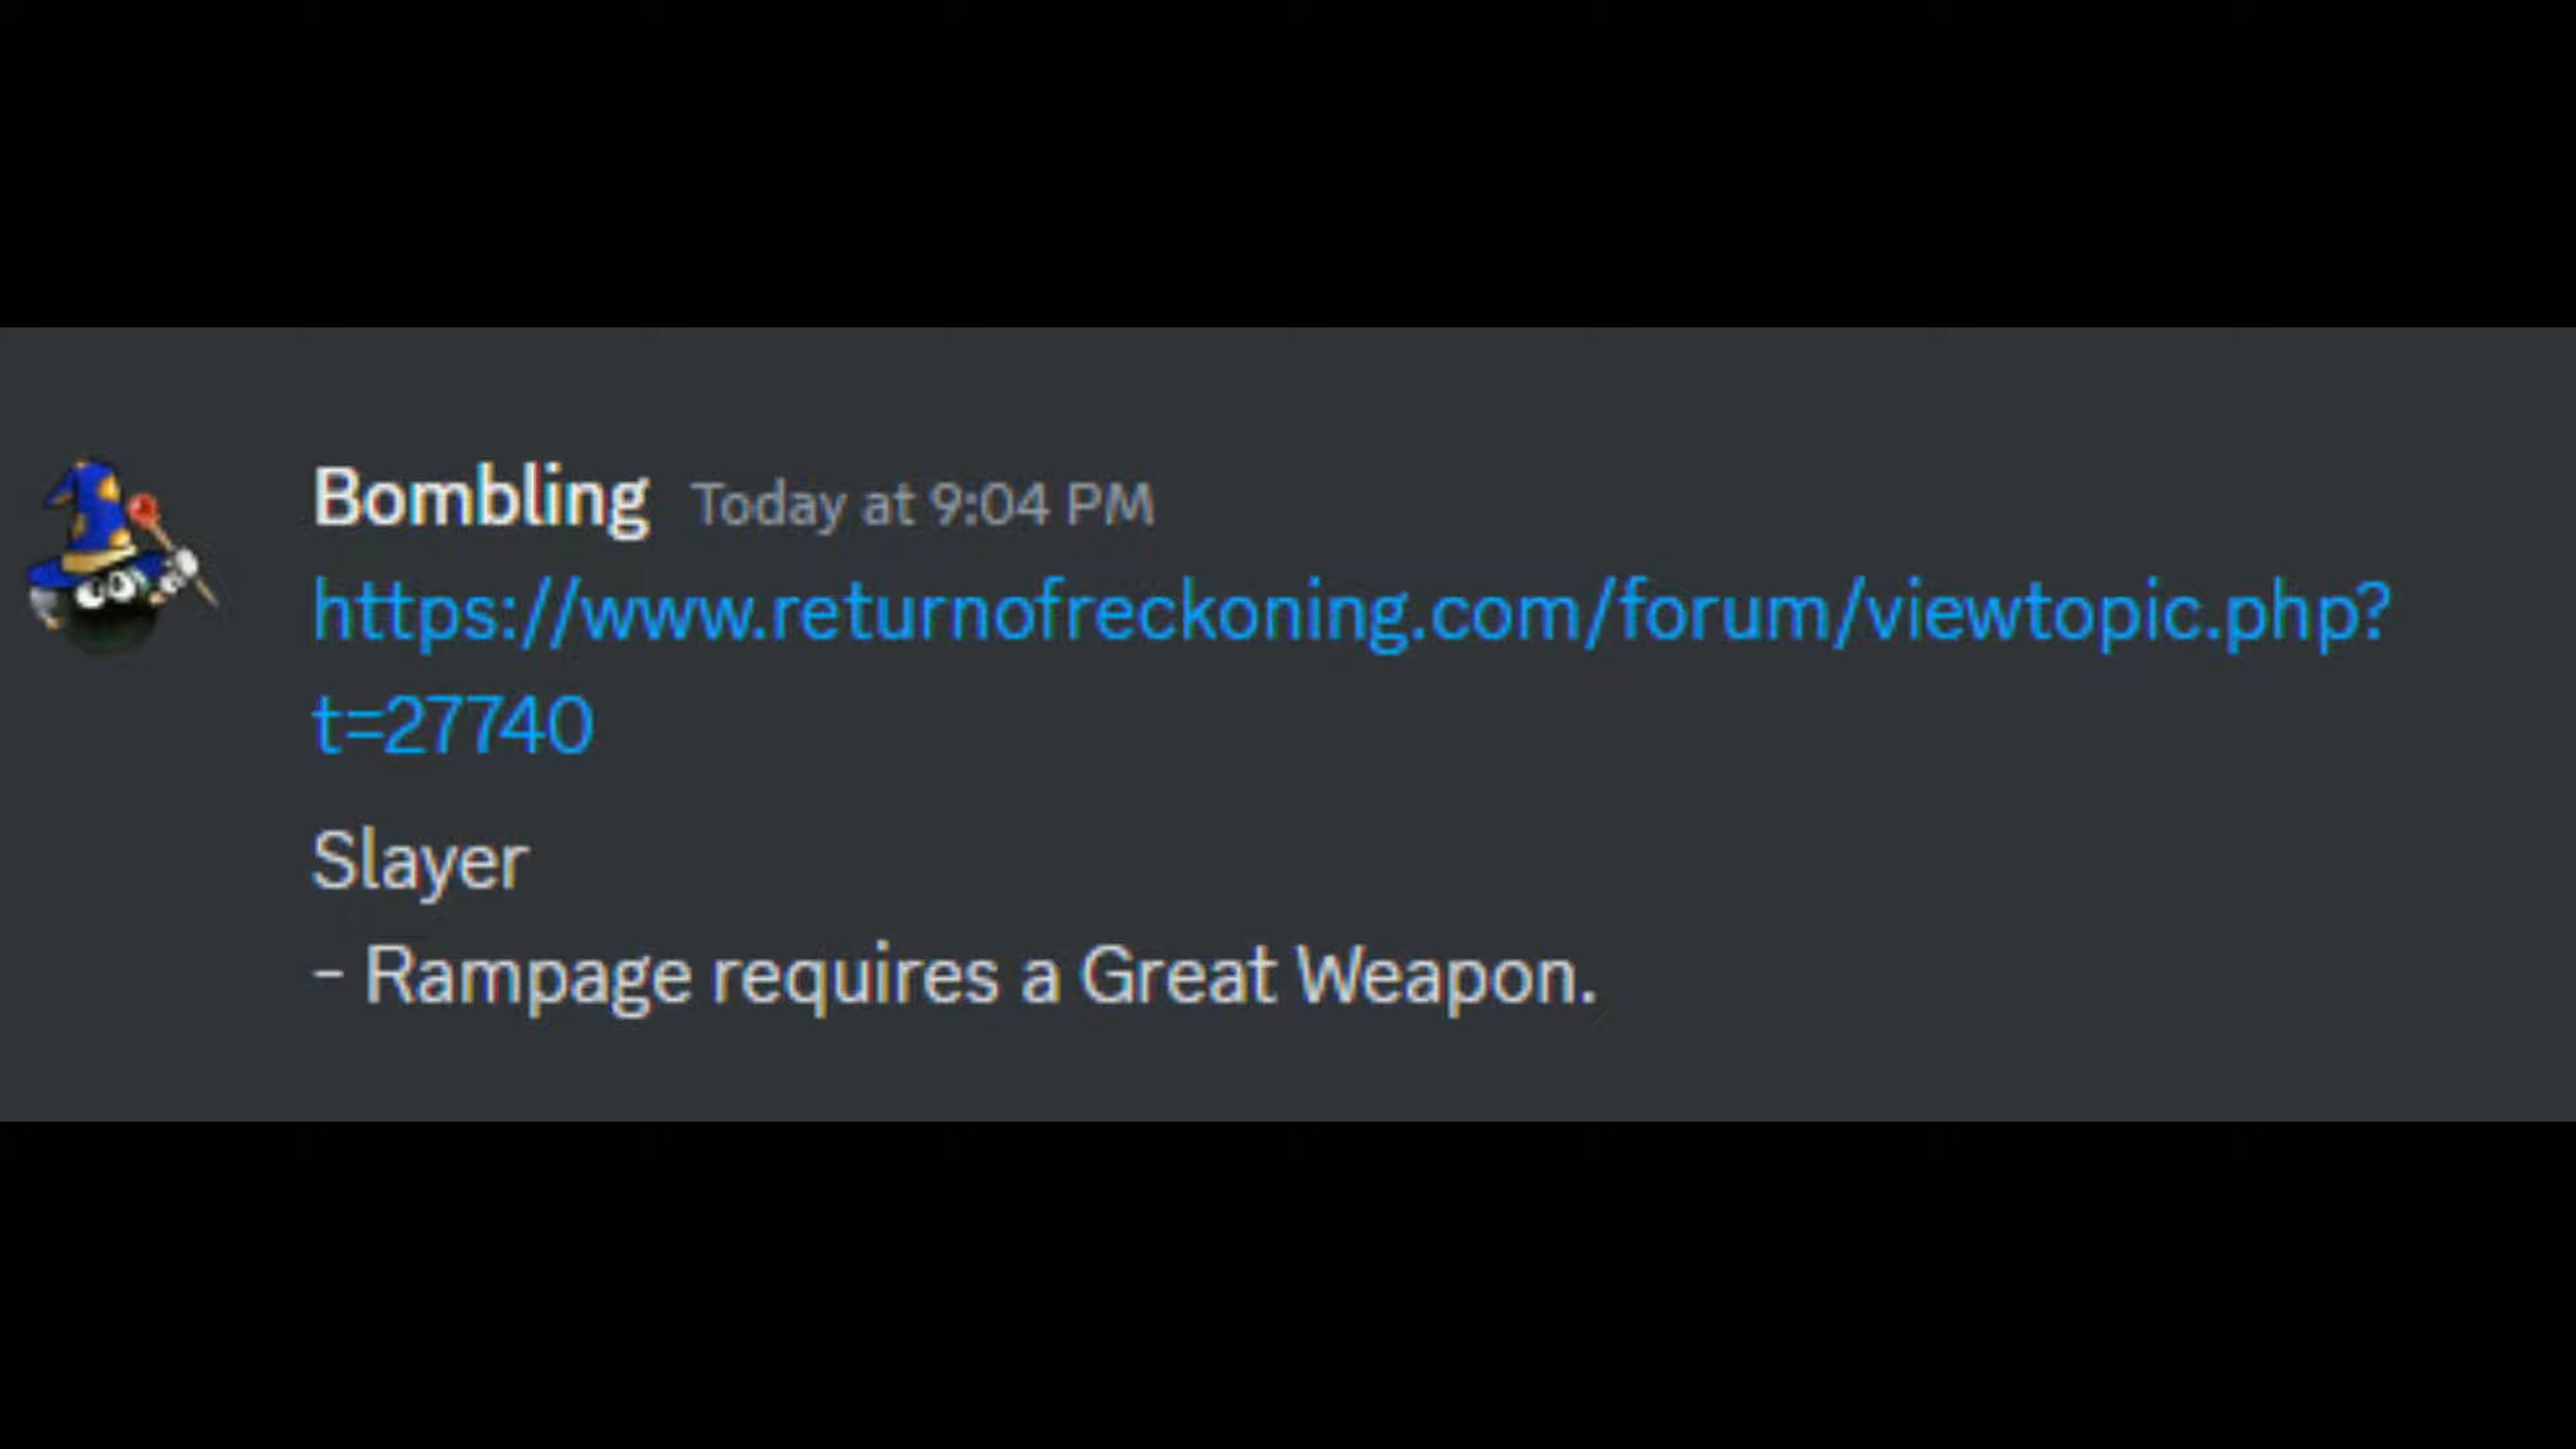 Bombling Today at 9:04 PM
https://www.returnofreckoning.com/forum/viewtopic.php?
t=27740
Slayer
- Rampage requires a Great Weapon.